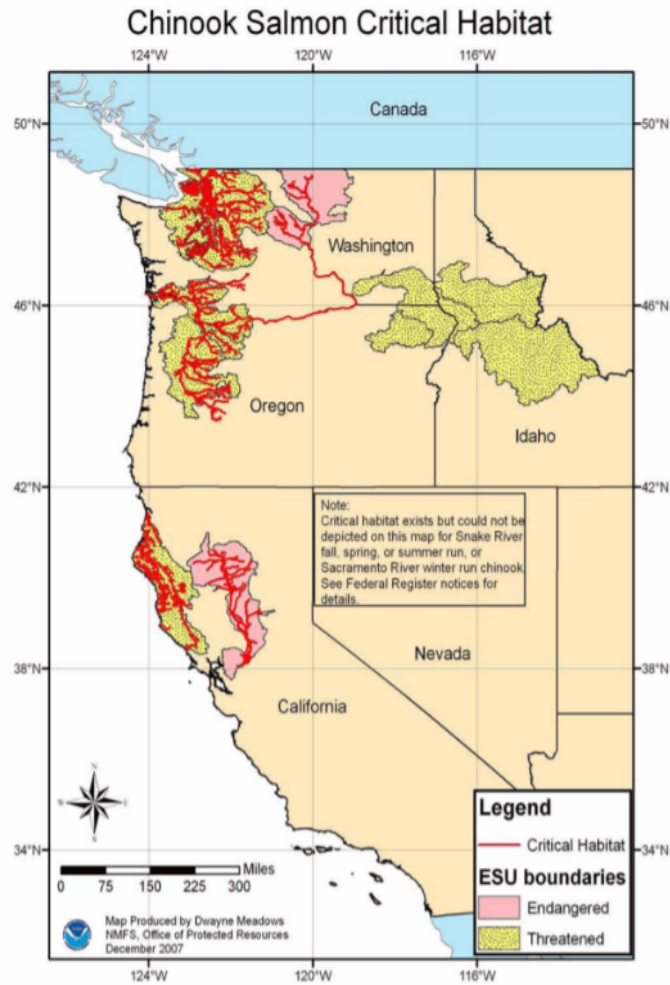 Chinook Salmon Critical Habitat
124°W 120°W 116°W
50°N 50°N
Canada
Washington
46°N 46°N
Oregon
Idaho
42°N 42°N
Note:
Critical habitat exists but could not be
depicted on this map for Snake River
fall, spring, or summer run, or
Sacramento River winter run chinook.
See Federal Register notices for
details.
38°N 38°N
Nevada
California
N
W E
S
34°N 34°N
Miles
0 75 150 225 300
Legend
Critical Habitat
ESU boundaries
Endangered
Threatened
Map Produced by Dwayne Meadows
NMFS, Office of Protected Resources
December 2007
124°W 120°W 116°W